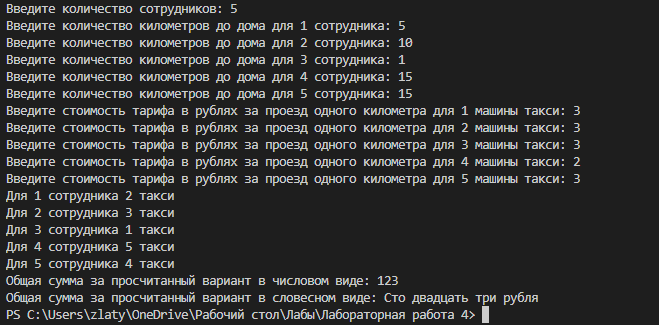 Введите количество сотрудников: 5
Введите количество километров до дома для 1 сотрудника: 5
Введите количество километров до дома для 2 сотрудника: 10
Введите количество километров до дома для 3 сотрудника: 1
Введите количество километров до дома для 4 сотрудника: 15
Введите количество километров до дома для 5 сотрудника: 15
Введите стоимость тарифа в рублях за проезд одного километра для 1 машины такси: 3
Введите стоимость тарифа в рублях за проезд одного километра для 2 машины такси: 3
Введите стоимость тарифа в рублях за проезд одного километра для 3 машины такси: 3
Введите стоимость тарифа в рублях за проезд одного километра для 4 машины такси: 2
Введите стоимость тарифа в рублях за проезд одного километра для 5 машины такси: 3
Для 1 сотрудника 2 такси
Для 2 сотрудника 3 такси
Для 3 сотрудника 1 такси
Для 4 сотрудника 5 такси
Для 5 сотрудника 4 такси
Общая сумма за просчитанный вариант в числовом виде: 123
Общая сумма за просчитанный вариант в словесном виде: Сто двадцать три рубля
PS C:\Users\zlaty\OneDrive\Рабочий стол\Лабы\Лабораторная работа 4>